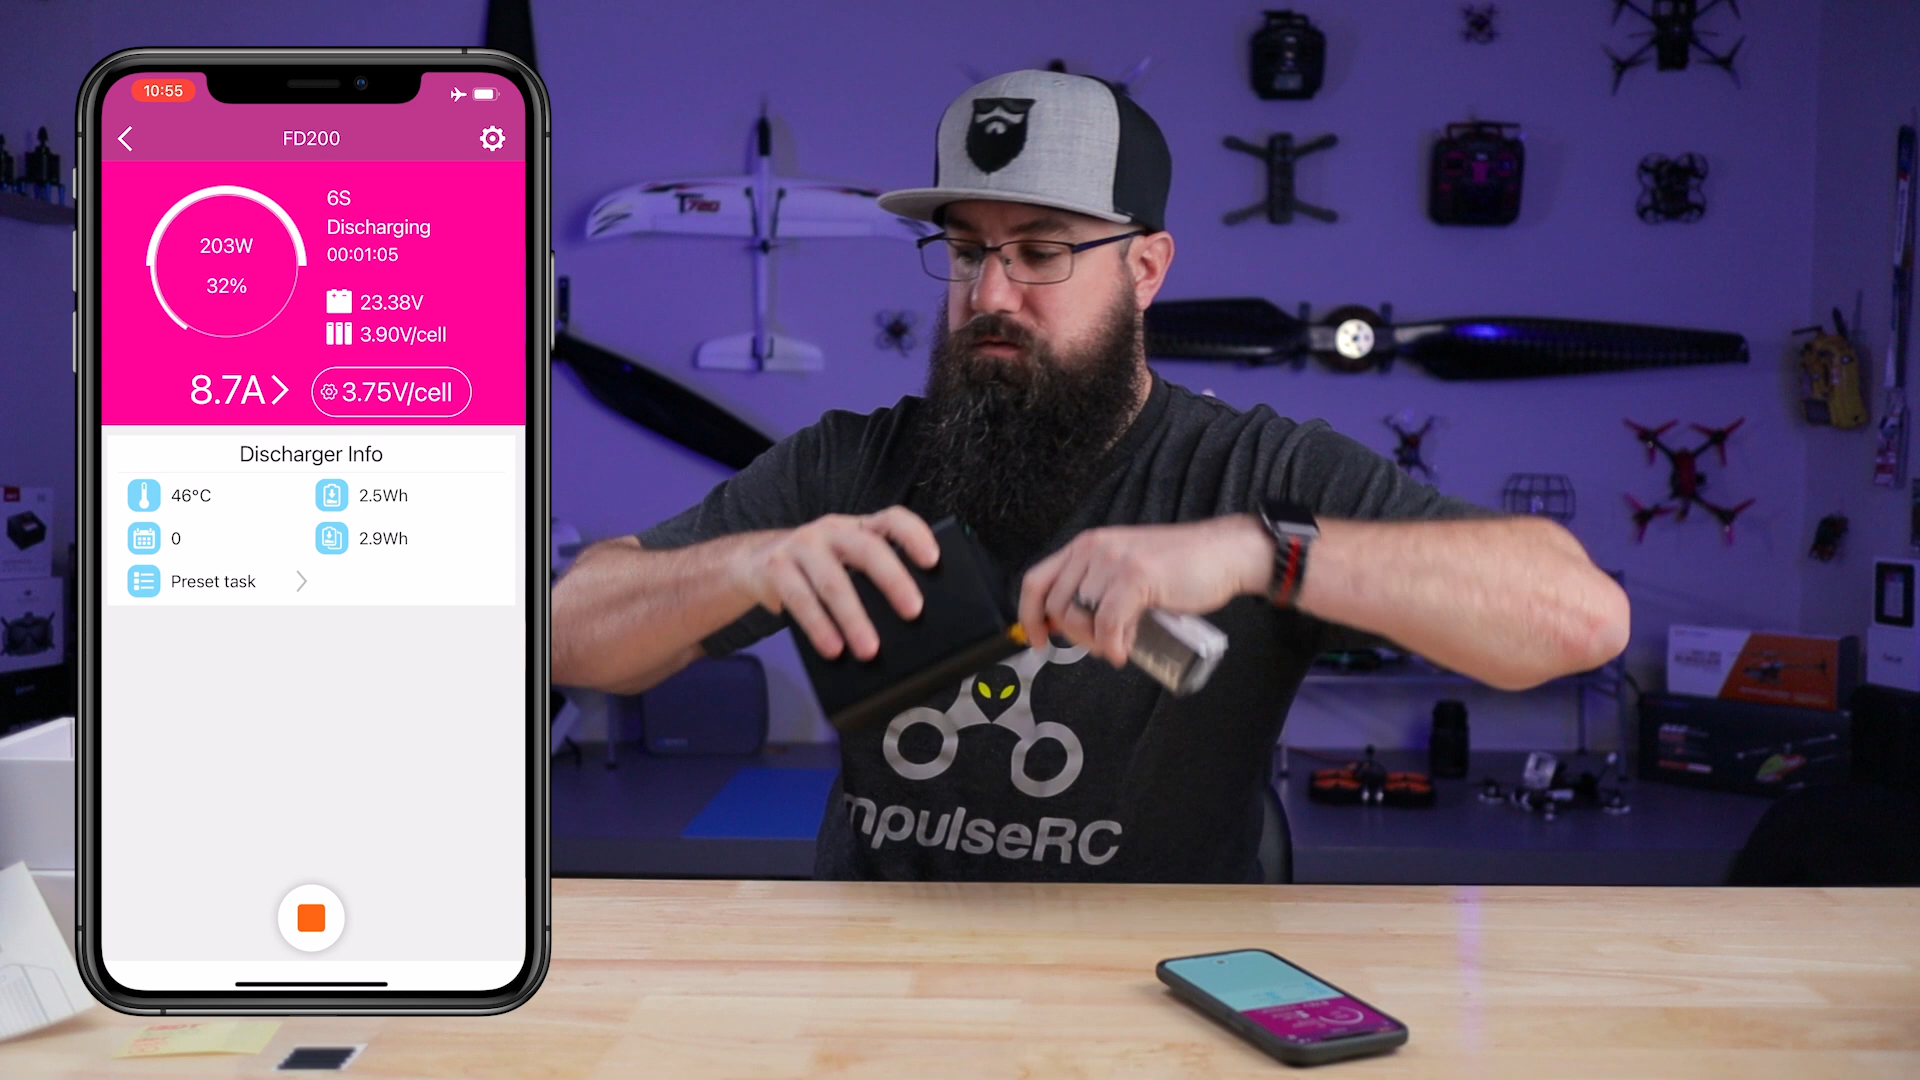 10:55
FD200
203W
32%
6S
Discharging
00:01:05
23.38V
3.90V/cell
8.7A
3.75V/cell
Discharger Info
46°C
2.5Wh
0
2.9Wh
Preset task
mpulseRC